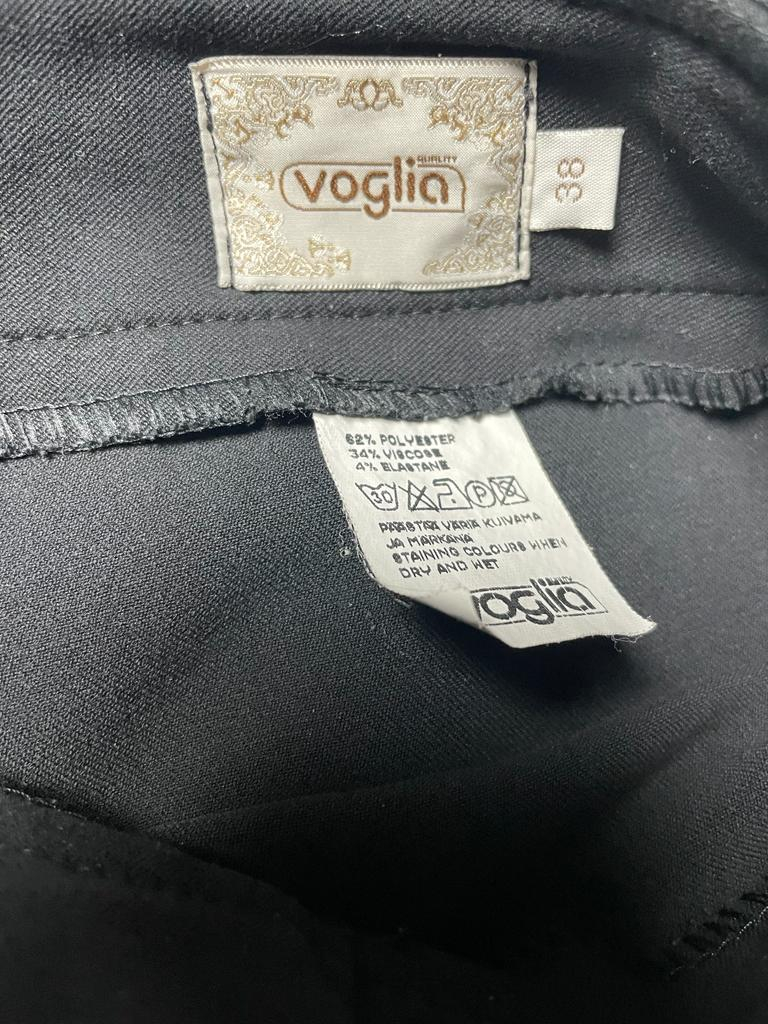 QUALITY
voglia
38
62% POLYESTER
34% VISCOSE
4% ELASTANE
30 P
PÄÄSTÄÄ VÄRIÄ KUIVANA
JA MÄRKÄNÄ
STAINING COLOURS WHEN
DRY AND WET
voglia